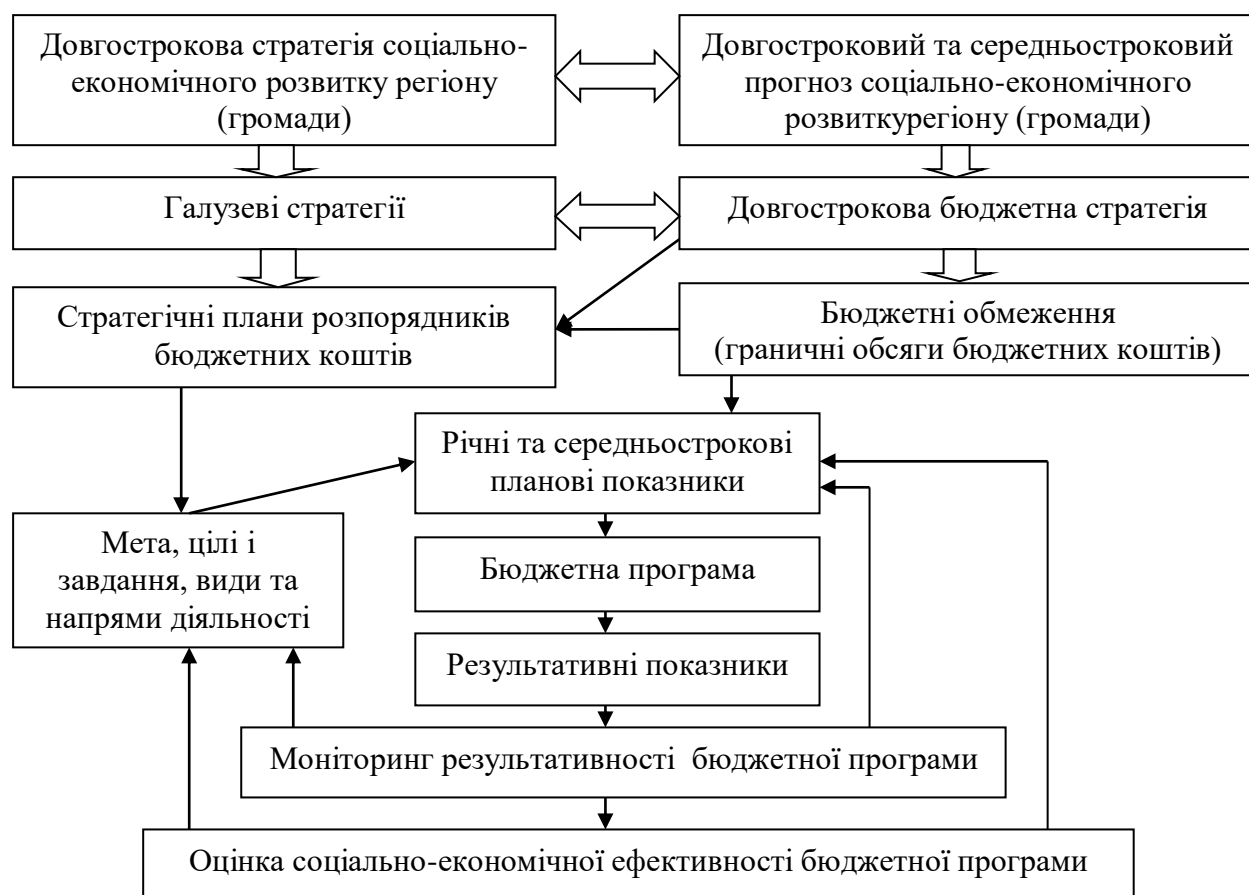 Довгострокова стратегія соціально-
економічного розвитку регіону
(громади)
Довгостроковий та середньостроковий
прогноз соціально-економічного
розвиткурегіону (громади)
Галузеві стратегії
Довгострокова бюджетна стратегія
Стратегічні плани розпорядників
бюджетних коштів
Бюджетні обмеження
(граничні обсяги бюджетних коштів)
Річні та середньострокові
планові показники
Мета, цілі і
завдання, види та
напрями діяльності
Бюджетна програма
Результативні показники
Моніторинг результативності  бюджетної програми
Оцінка соціально-економічної ефективності бюджетної програми